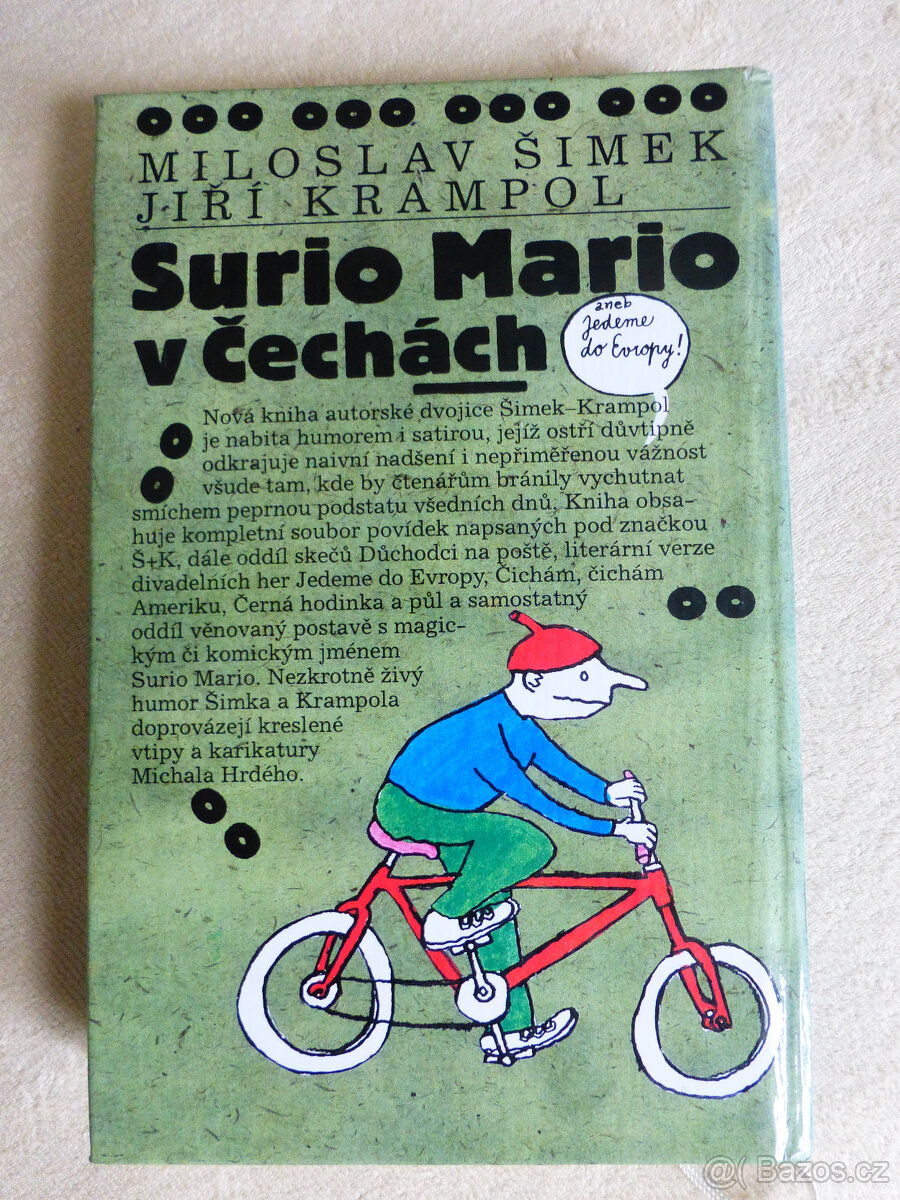 MILOSLAV ŠIMEK
JIŘÍ KRAMPOL
Surio Mario
v Čechách
aneb
Jedeme
do Evropy!
Nová kniha autorské dvojice Šimek–Krampol
je nabita humorem i satirou, jejíž ostří důvtipně
odkrajuje naivní nadšení i nepřiměřenou vážnost
všude tam, kde by čtenářům bránily vychutnat
smíchem peprnou podstatu všedních dnů. Kniha obsa-
huje kompletní soubor povídek napsaných pod značkou
Š+K, dále oddíl skečů Důchodci na poště, literární verze
divadelních her Jedeme do Evropy, Čichám, čichám
Ameriku, Černá hodinka a půl a samostatný
oddíl věnovaný postavě s magic-
kým či komickým jménem
Surio Mario. Nezkrotně živý
humor Šimka a Krampola
doprovázejí kreslené
vtipy a karikatury
Michala Hrdého.
@( Bazos.cz